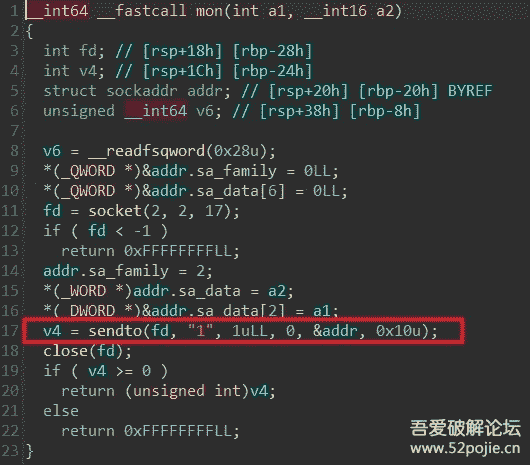 1 __int64 __fastcall mon(int a1, __int16 a2)
2 {
3 int fd; // [rsp+18h] [rbp-28h]
4 int v4; // [rsp+1Ch] [rbp-24h]
5 struct sockaddr addr; // [rsp+20h] [rbp-20h] BYREF
6 unsigned __int64 v6; // [rsp+38h] [rbp-8h]
7
8 v6 = __readfsqword(0x28u);
9 *(_QWORD *)&addr.sa_family = 0LL;
10 *(_QWORD *)&addr.sa_data[6] = 0LL;
11 fd = socket(2, 2, 17);
12 if ( fd < -1 )
13 return 0xFFFFFFFFLL;
14 addr.sa_family = 2;
15 *(_WORD *)addr.sa_data = a2;
16 *(_DWORD *)&addr.sa_data[2] = a1;
17 v4 = sendto(fd, "1", 1uLL, 0, &addr, 0x10u);
18 close(fd);
19 if ( v4 >= 0 )
20 return (unsigned int)v4;
21 else
22 return 0xFFFFFFFFLL;
23 }
吾爱破解论坛
www.52pojie.cn